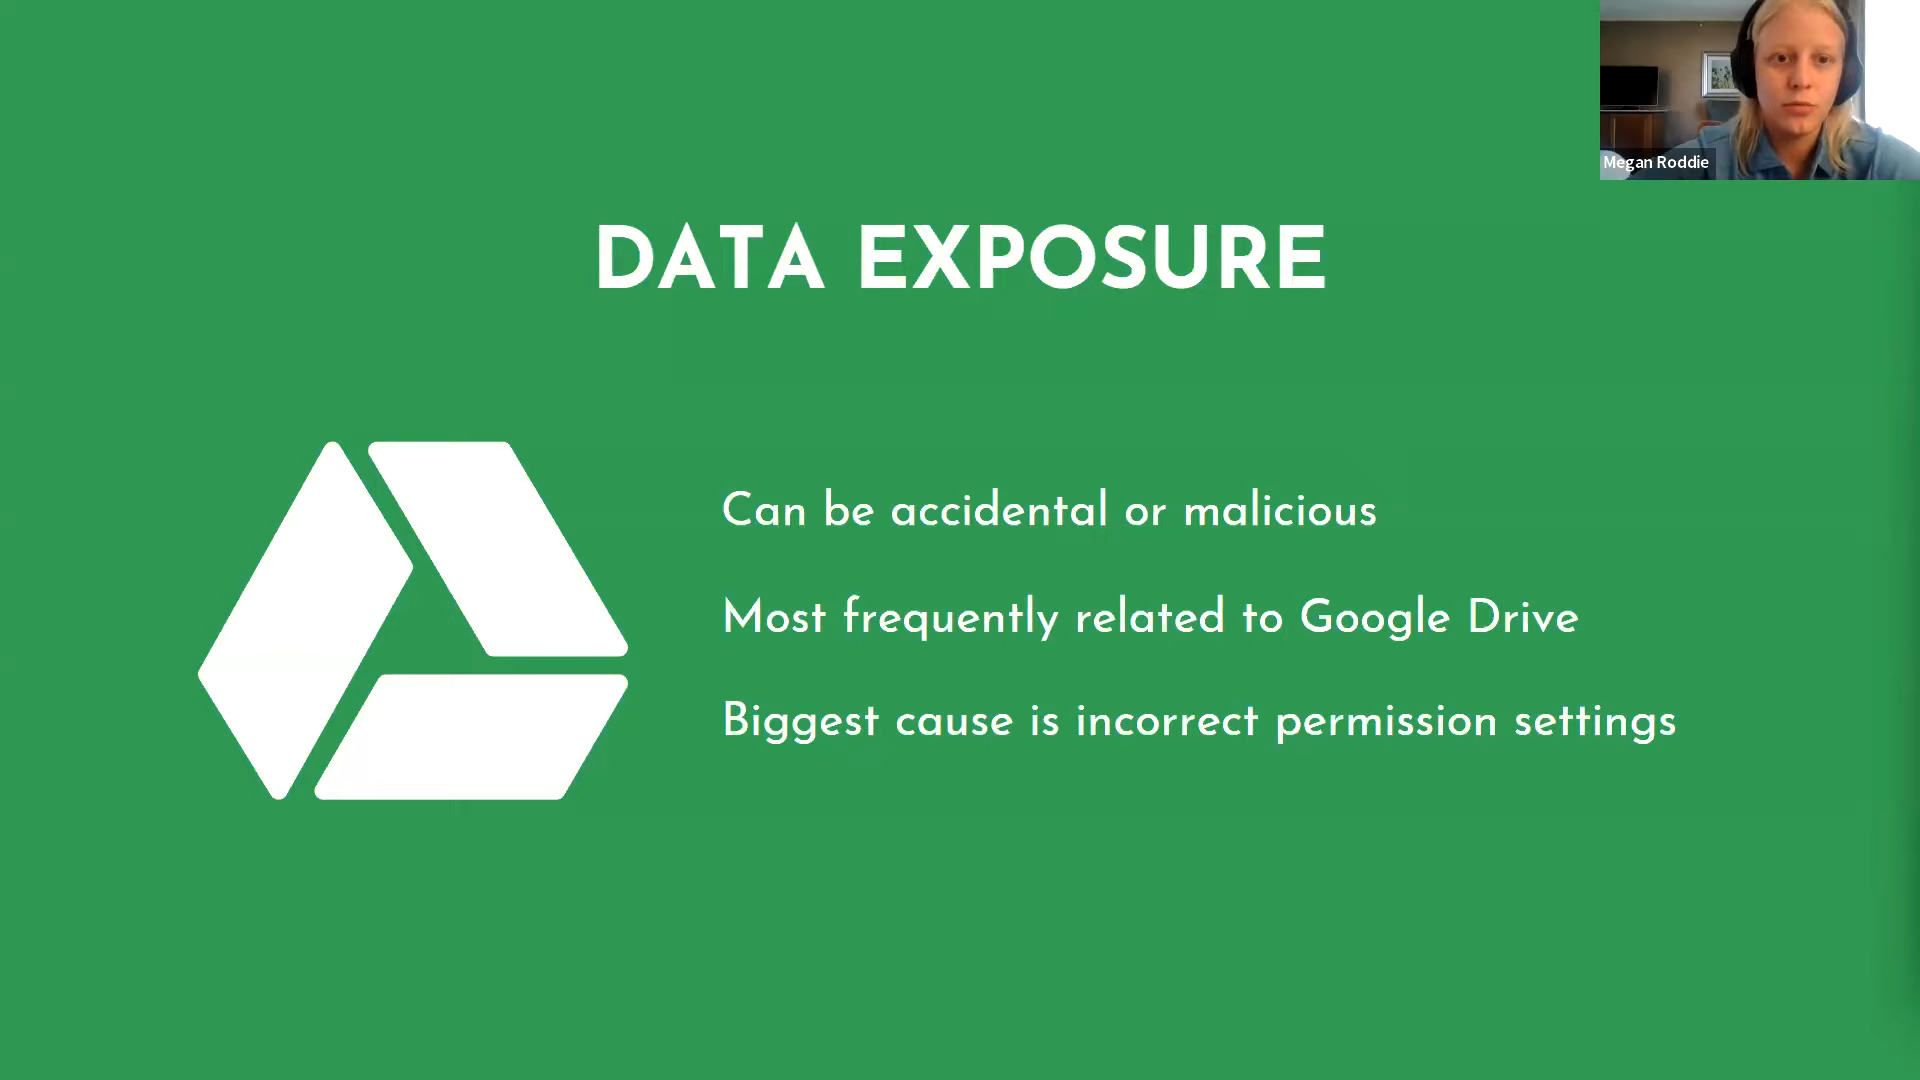 Megan Roddie
DATA EXPOSURE
Can be accidental or malicious
Most frequently related to Google Drive
Biggest cause is incorrect permission settings